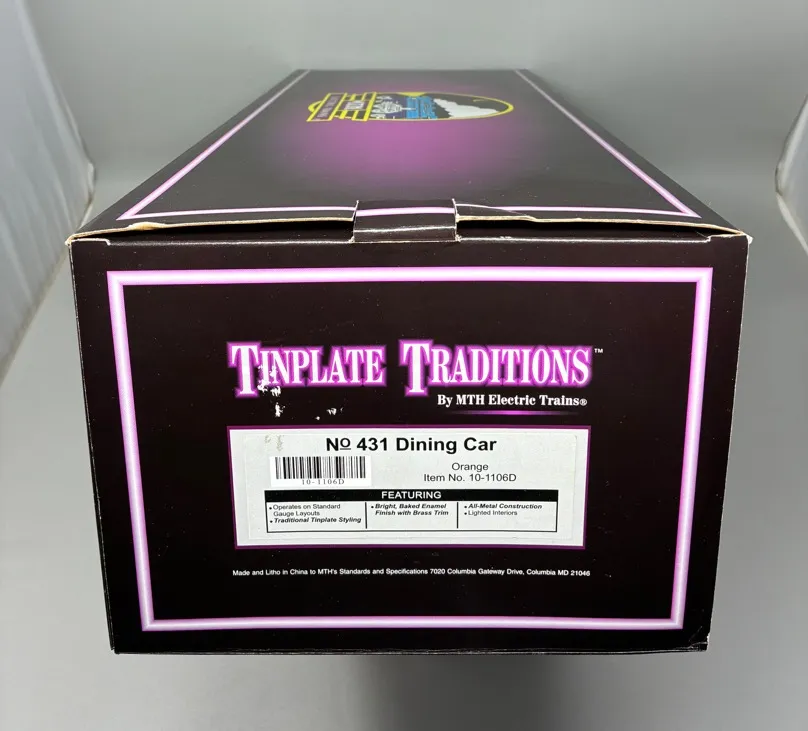 TINPLATE TRADITIONS™
By MTH Electric Trains®
No 431 Dining Car
10-1106D
Orange
Item No. 10-1106D
FEATURING
• Operates on Standard
Gauge Layouts
• Traditional Tinplate Styling
• Bright, Baked Enamel
Finish with Brass Trim
• All-Metal Construction
• Lighted Interiors
Made and Litho in China to MTH's Standards and Specifications 7020 Columbia Gateway Drive, Columbia MD 21046